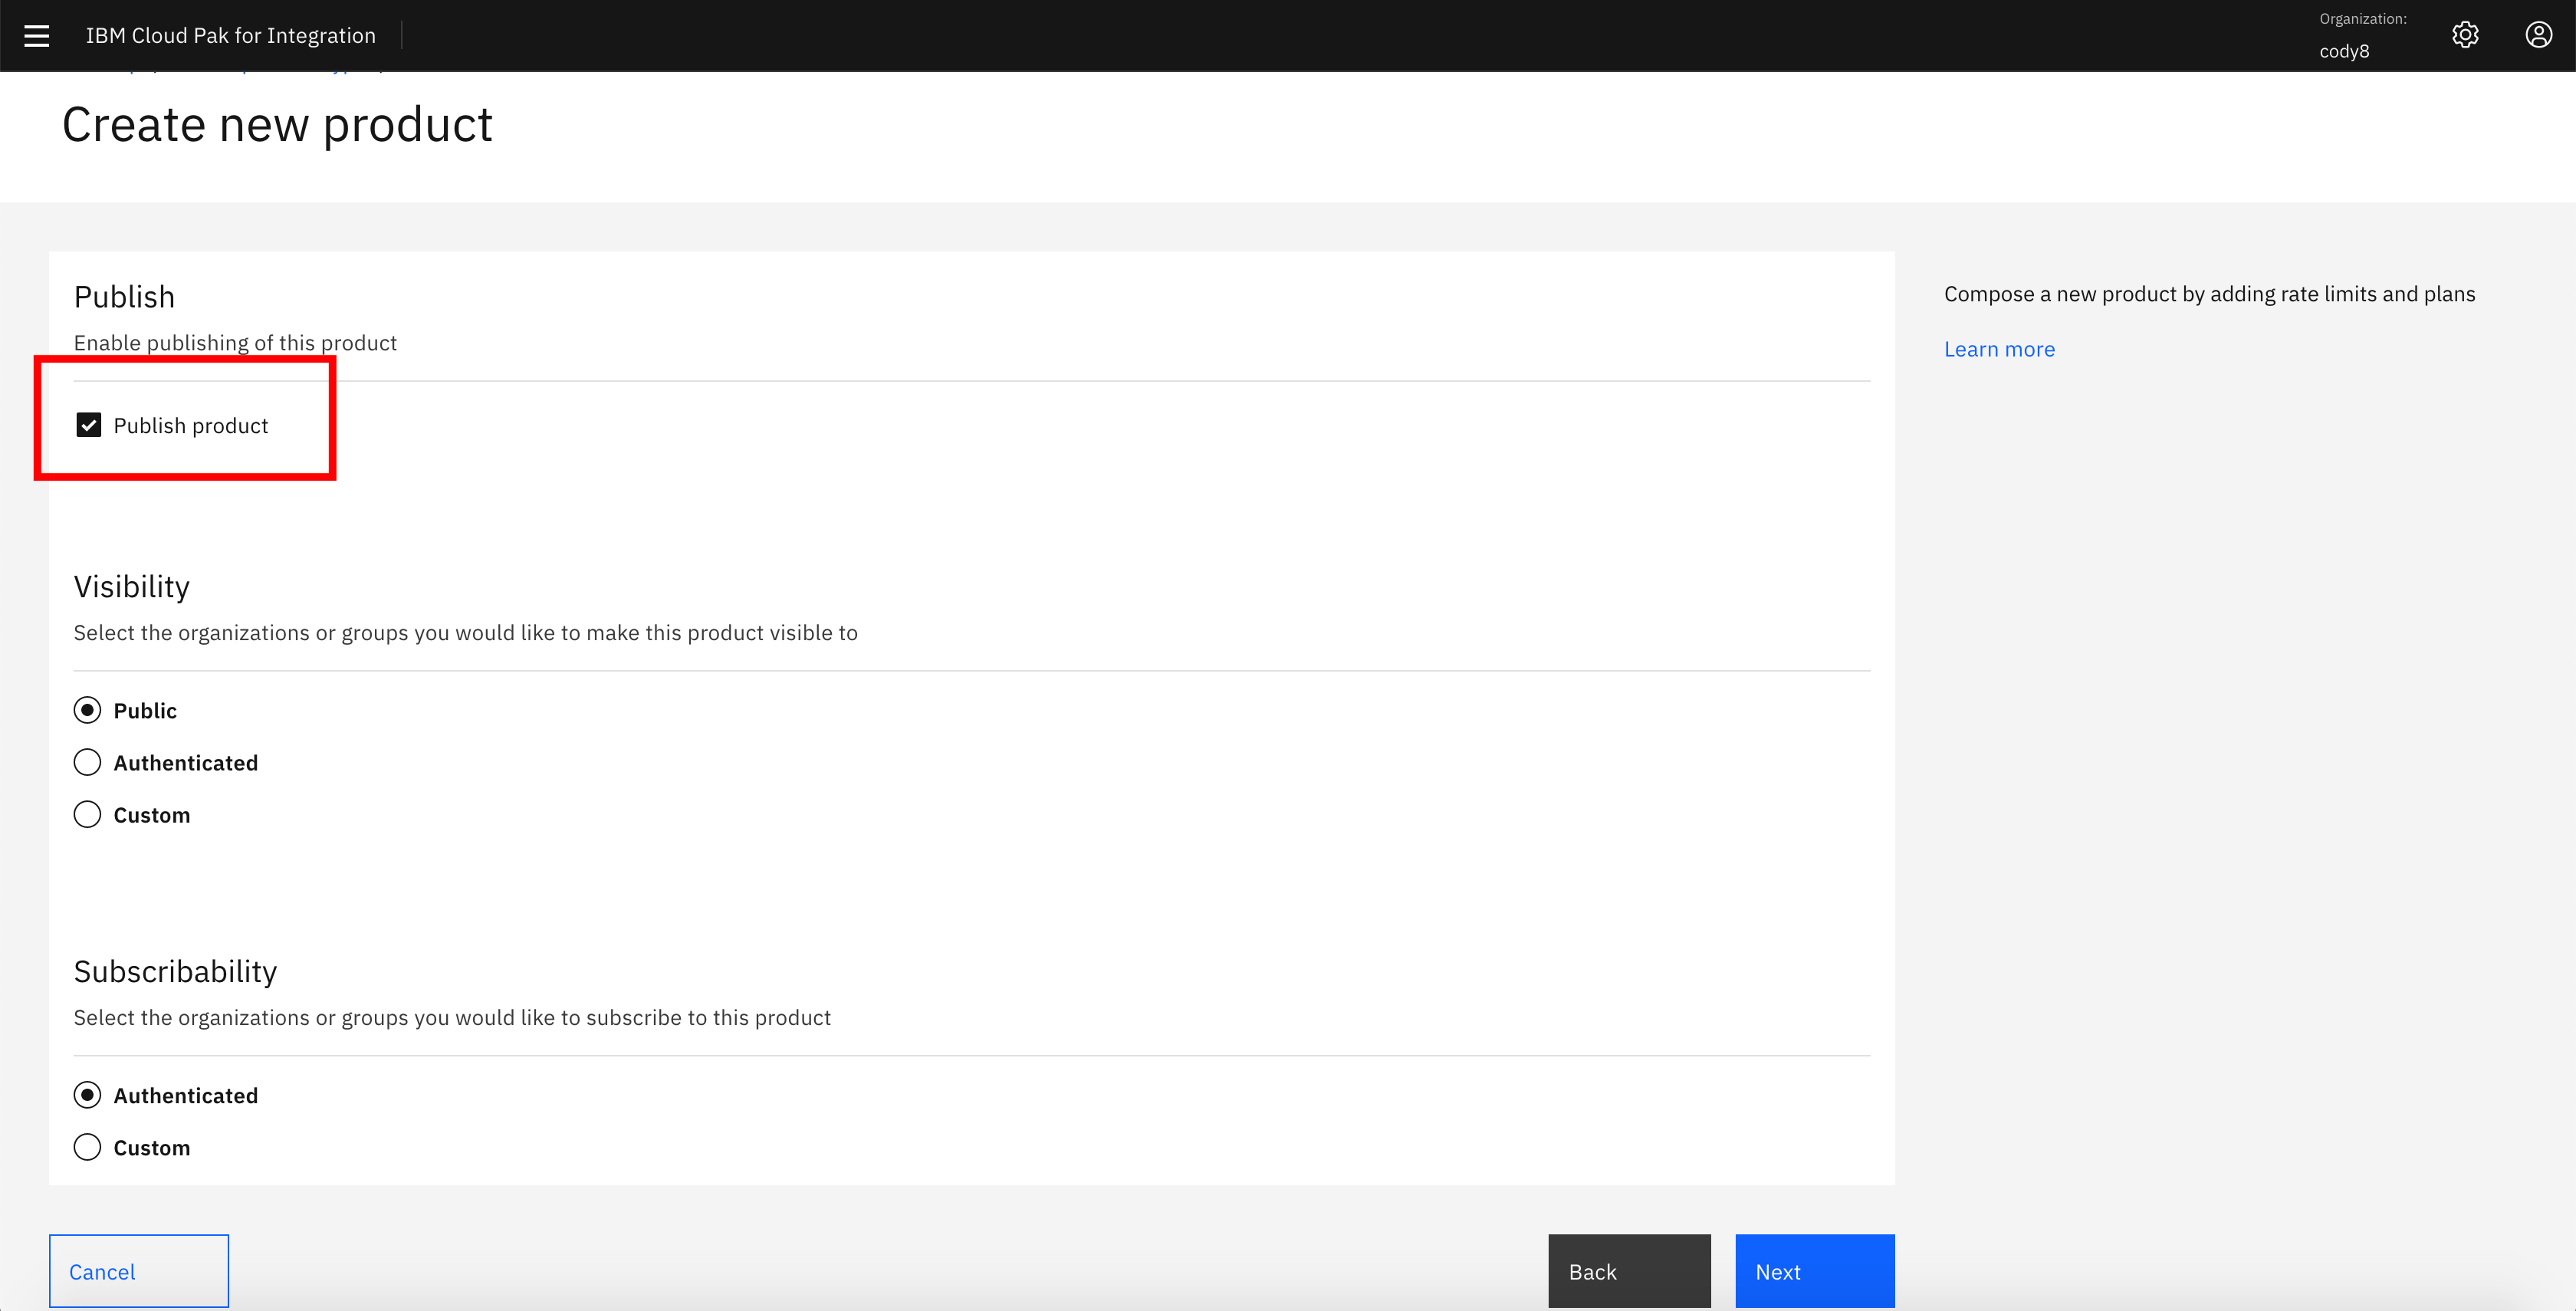 IBM Cloud Pak for Integration
Organization:
cody8
Create new product
Publish
Enable publishing of this product
Publish product
Compose a new product by adding rate limits and plans
Learn more
Visibility
Select the organizations or groups you would like to make this product visible to
Public
Authenticated
Custom
Subscribability
Select the organizations or groups you would like to subscribe to this product
Authenticated
Custom
Cancel
Back
Next